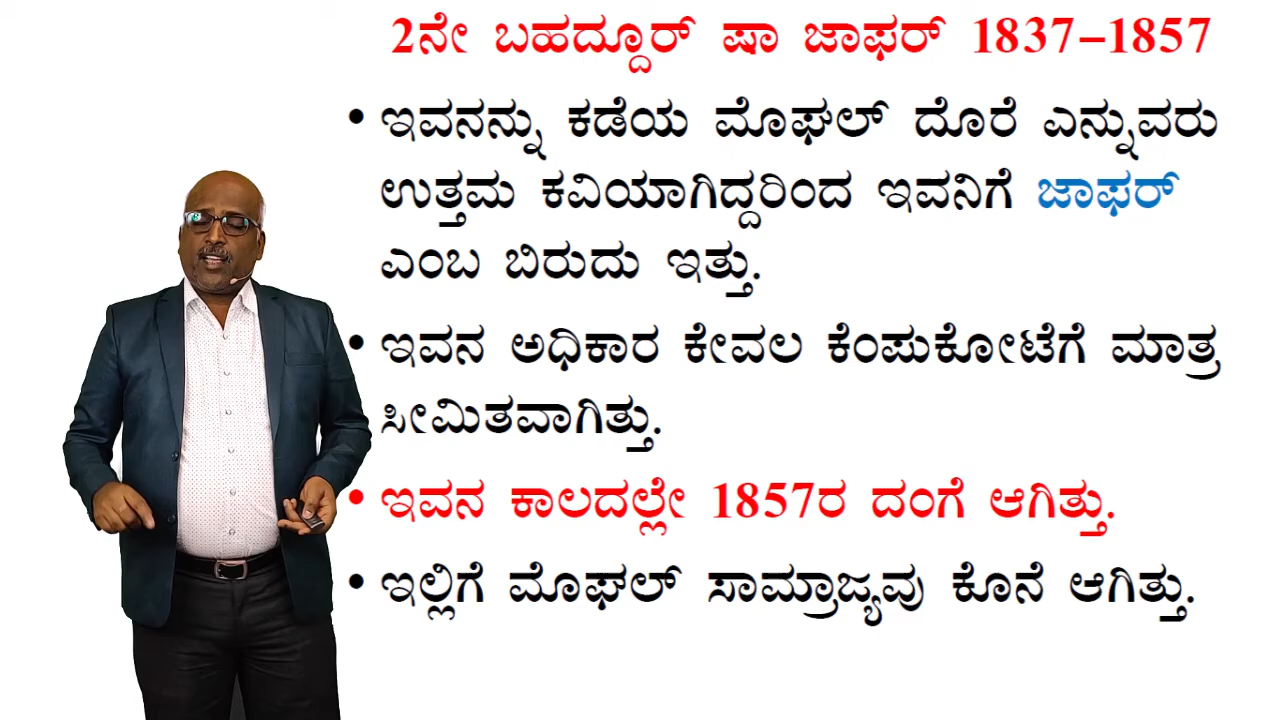 2ನೇ ಬಹದ್ದೂರ್ ಷಾ ಜಾಫರ್ 1837–1857
• ಇವನನ್ನು ಕಡೆಯ ಮೊಘಲ್ ದೊರೆ ಎನ್ನುವರು
ಉತ್ತಮ ಕವಿಯಾಗಿದ್ದರಿಂದ ಇವನಿಗೆ ಜಾಫರ್
ಎಂಬ ಬಿರುದು ಇತ್ತು.
• ಇವನ ಅಧಿಕಾರ ಕೇವಲ ಕೆಂಪುಕೋಟೆಗೆ ಮಾತ್ರ
ಸೀಮಿತವಾಗಿತ್ತು.
• ಇವನ ಕಾಲದಲ್ಲೇ 1857ರ ದಂಗೆ ಆಗಿತ್ತು.
• ಇಲ್ಲಿಗೆ ಮೊಘಲ್ ಸಾಮ್ರಾಜ್ಯವು ಕೊನೆ ಆಗಿತ್ತು.